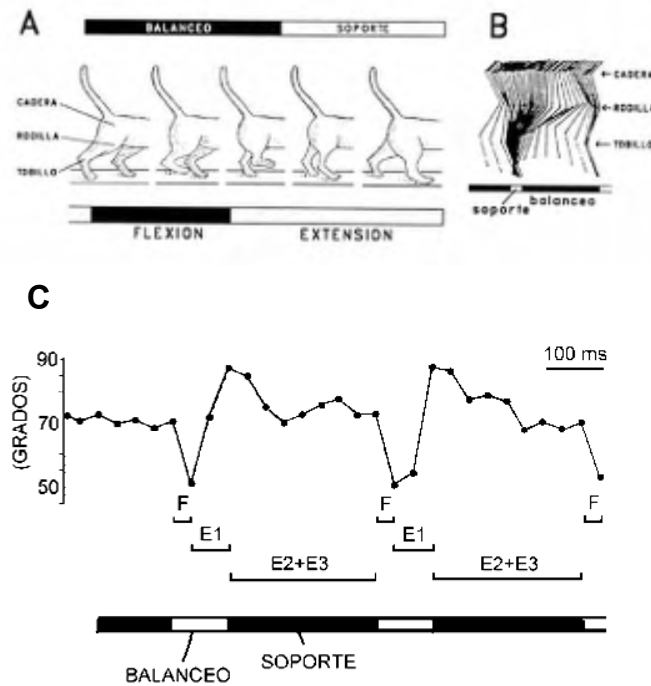 A
BALANCEO
SOPORTE
CADERA
RODILLA
TOBILLO
FLEXION
EXTENSION
B
CADERA
RODILLA
TOBILLO
soporte
balanceo
C
100 ms
90
70
50
(GRADOS)
F
F
F
E1
E1
E2+E3
E2+E3
BALANCEO
SOPORTE